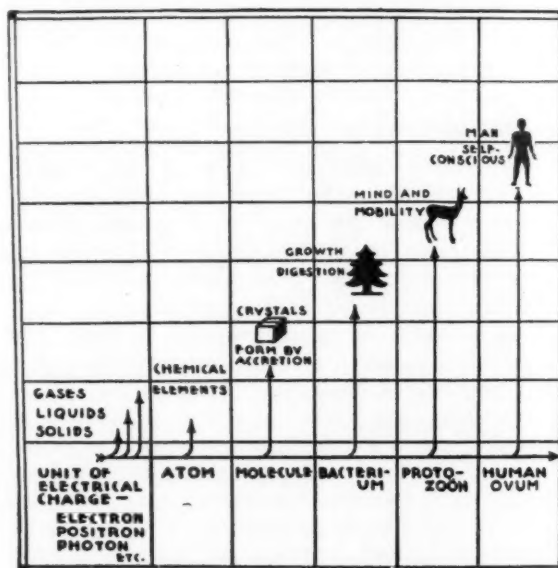 MAN
SELF-
CONSCIOUS
MIND AND
MOBILITY
GROWTH
DIGESTION
CRYSTALS
FORM BY
ACCRETION
CHEMICAL
ELEMENTS
GASES
LIQUIDS
SOLIDS
UNIT OF
ELECTRICAL
CHARGE—
ELECTRON
POSITRON
PHOTON
ETC.
ATOM
MOLECULE
BACTERI-
UM
PROTO-
ZOÖN
HUMAN
OVUM